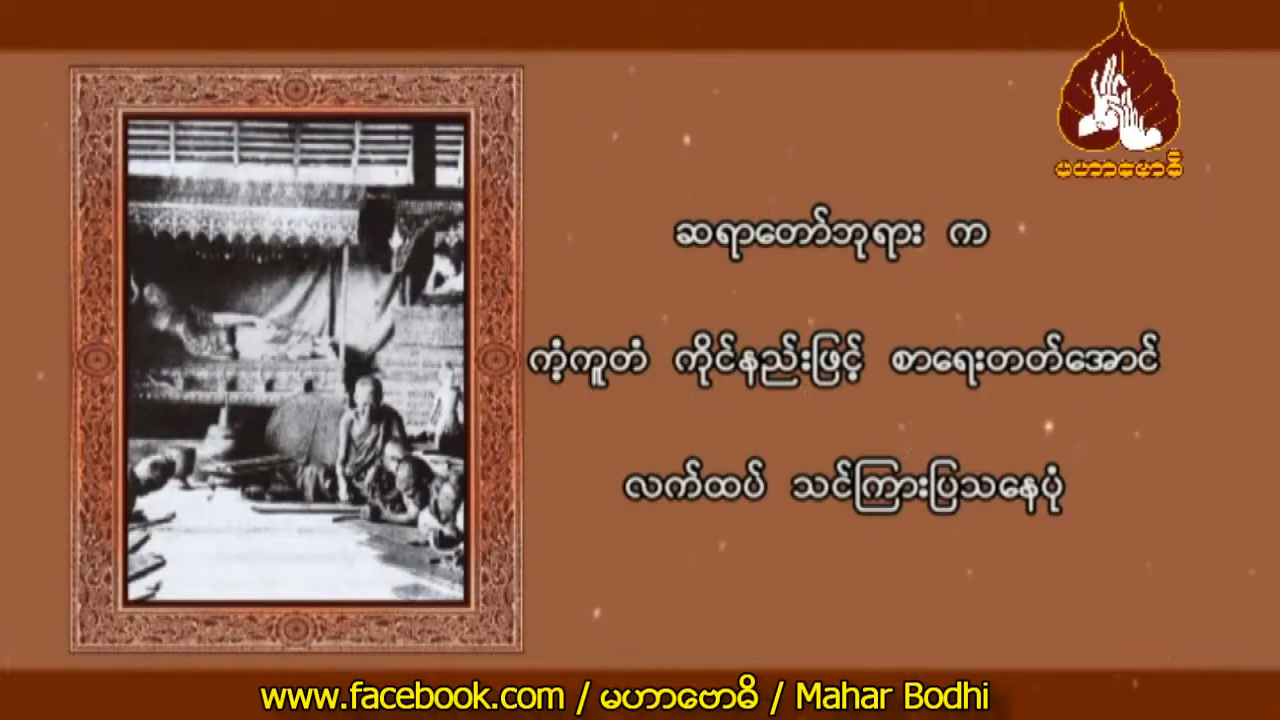 မဟာဗောဓိ
ဆရာတော်ဘုရား က
ကံ့ကူတံ ကိုင်နည်းဖြင့် စာရေးတတ်အောင်
လက်ထပ် သင်ကြားပြသနေပုံ
www.facebook.com / မဟာဗောဓိ / Mahar Bodhi